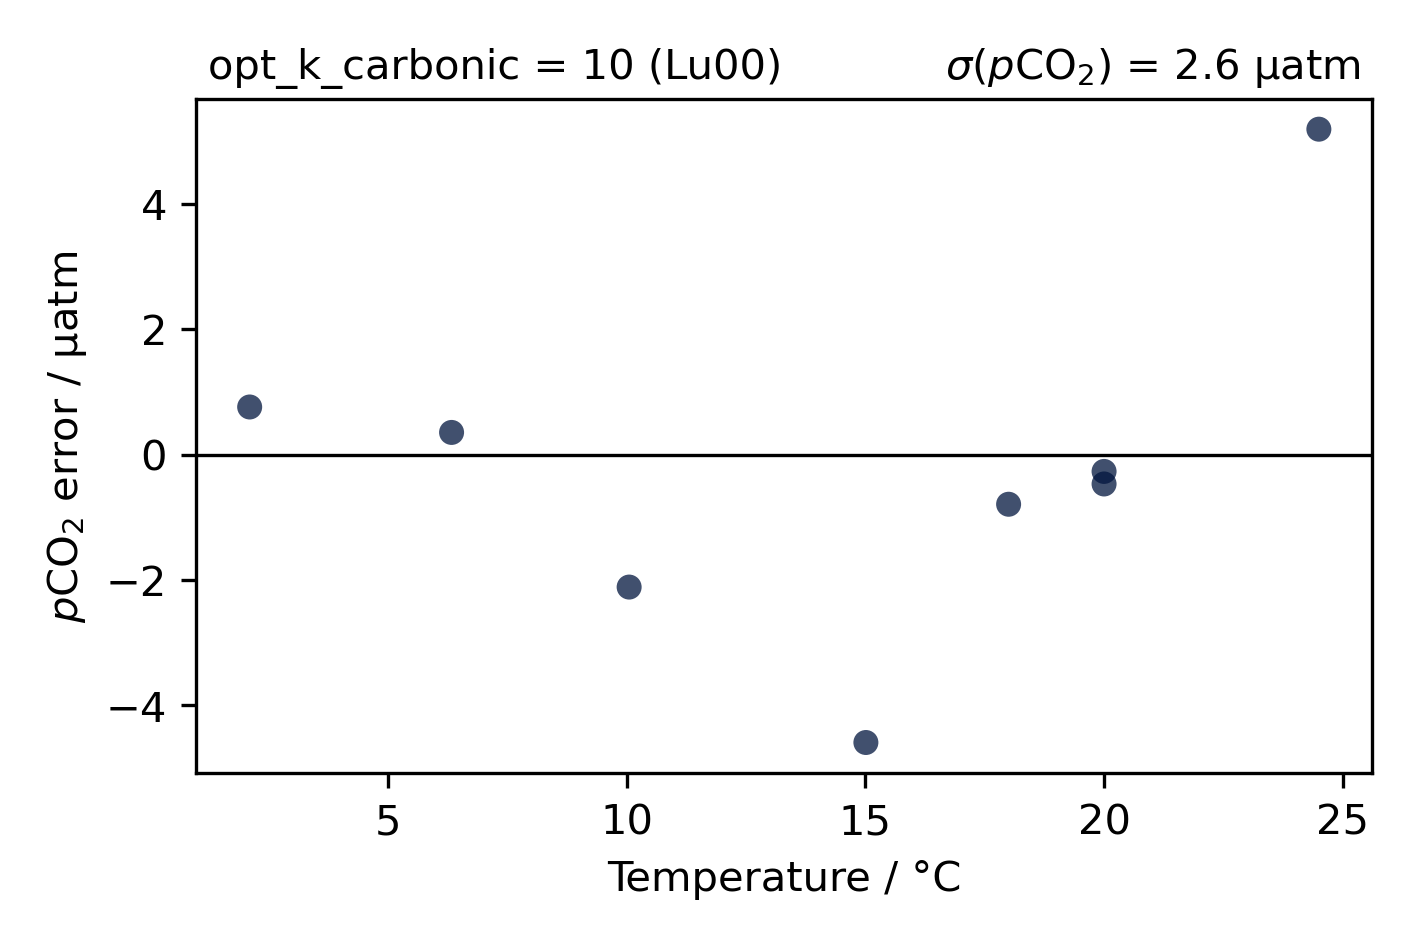 opt_k_carbonic = 10 (Lu00)
σ(pCO₂) = 2.6 µatm
4
2
0
−2
−4
pCO₂ error / µatm
5 10 15 20 25
Temperature / °C